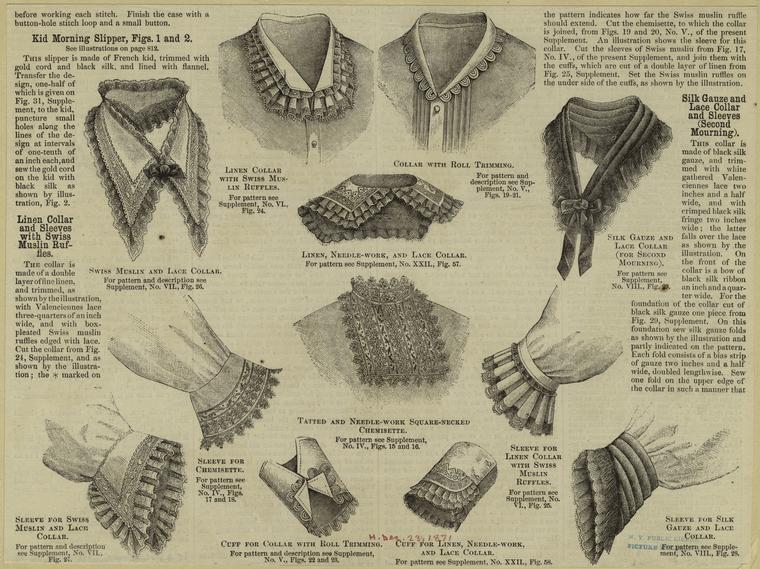 before working each stitch. Finish the case with a
button-hole stitch loop and a small button.
Kid Morning Slipper, Figs. 1 and 2.
See illustrations on page 812.
THIS slipper is made of French kid, trimmed with
gold cord and black silk, and lined with flannel.
Transfer the de-
sign, one-half of
which is given on
Fig. 31, Supple-
ment, to the kid,
puncture small
holes along the
lines of the de-
sign at intervals
of one-tenth of
an inch each, and
sew the gold cord
on the kid with
black silk as
shown by illus-
tration, Fig. 2.
Linen Collar
and Sleeves
with Swiss
Muslin Ruf-
fles.
THE collar is
made of a double
layer of fine linen,
and trimmed, as
shown by the illustration,
with Valenciennes lace
three-quarters of an inch
wide, and with box-
pleated Swiss muslin
ruffles edged with lace.
Cut the collar from Fig.
24, Supplement, and as
shown by the illustra-
tion; the * marked on
the pattern indicates how far the Swiss muslin ruffle
should extend. Cut the chemisette, to which the collar
is joined, from Figs. 19 and 20, No. V., of the present
Supplement. An illustration shows the sleeve for this
collar. Cut the sleeves of Swiss muslin from Fig. 17,
No. IV., of the present Supplement, and join them with
the cuffs, which are cut of a double layer of linen from
Fig. 25, Supplement. Set the Swiss muslin ruffles on
the under side of the cuffs, as shown by the illustration.
Silk Gauze and
Lace Collar
and Sleeves
(Second
Mourning).
THIS collar is
made of black silk
gauze, and trim-
med with white
gathered Valen-
ciennes lace two
inches and a half
wide, and with
crimped black silk
fringe two inches
wide; the latter
falls over the lace
as shown by the
illustration. On
the front of the
collar is a bow of
black silk ribbon
an inch and a quar-
ter wide. For the
foundation of the collar cut of
black silk gauze one piece from
Fig. 29, Supplement. On this
foundation sew silk gauze folds
as shown by the illustration and
partly indicated on the pattern.
Each fold consists of a bias strip
of gauze two inches and a half
wide, doubled lengthwise. Sew
one fold on the upper edge of
the collar in such a manner that
LINEN COLLAR
WITH SWISS MUS-
LIN RUFFLES.
For pattern see
Supplement, No. VI.,
Fig. 24.
COLLAR WITH ROLL TRIMMING.
For pattern and
description see Sup-
plement, No. V.,
Figs. 19-21.
SWISS MUSLIN AND LACE COLLAR.
For pattern and description see
Supplement, No. VII., Fig. 26.
LINEN, NEEDLE-WORK, AND LACE COLLAR.
For pattern see Supplement, No. XXII., Fig. 57.
SILK GAUZE AND
LACE COLLAR
(FOR SECOND
MOURNING).
For pattern see
Supplement,
No. VIII., Fig.
TATTED AND NEEDLE-WORK SQUARE-NECKED
CHEMISETTE.
For pattern see Supplement,
No. IV., Figs. 15 and 16.
SLEEVE FOR
CHEMISETTE.
For pattern see
Supplement,
No. IV., Figs.
17 and 18.
SLEEVE FOR
LINEN COLLAR
WITH SWISS
MUSLIN
RUFFLES.
For pattern see
Supplement, No.
VI., Fig. 25.
SLEEVE FOR SWISS
MUSLIN AND LACE
COLLAR.
For pattern and description
see Supplement, No. VII.,
Fig. 27.
CUFF FOR COLLAR WITH ROLL TRIMMING.
For pattern and description see Supplement,
No. V., Figs. 22 and 23.
H. Dec. 23, 1871
CUFF FOR LINEN, NEEDLE-WORK,
AND LACE COLLAR.
For pattern see Supplement, No. XXII., Fig. 58.
SLEEVE FOR SILK
GAUZE AND LACE
COLLAR.
For pattern see Supple-
ment, No. VIII., Fig. 28.
N. Y. PUBLIC
PICTURE